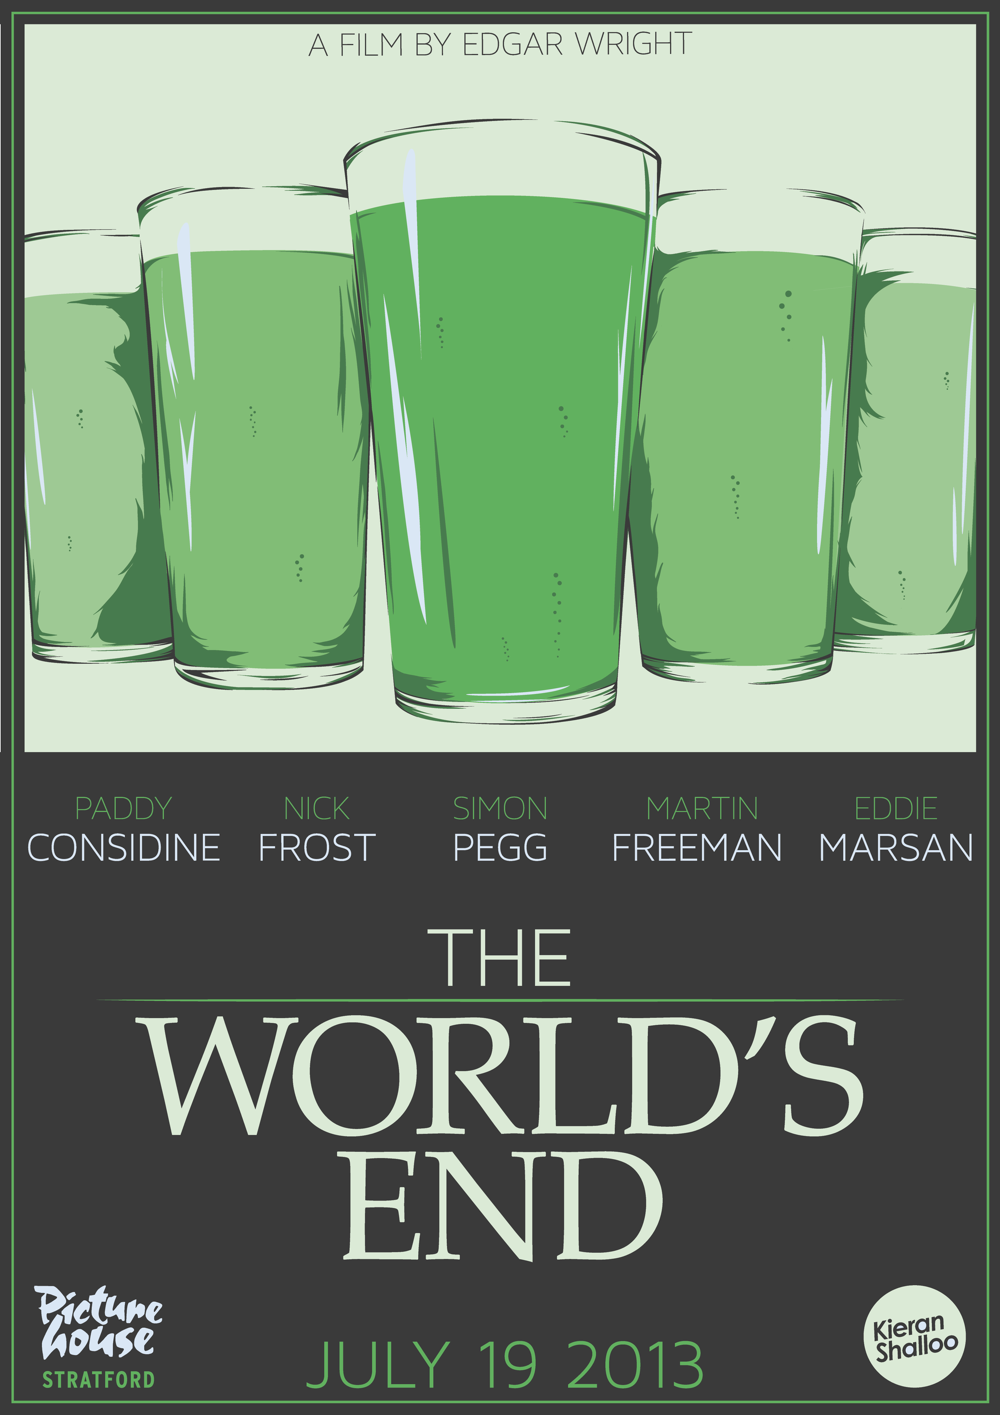 A FILM BY EDGAR WRIGHT
PADDY NICK SIMON MARTIN EDDIE
CONSIDINE FROST PEGG FREEMAN MARSAN
THE
WORLD'S
END
Picture
house
STRATFORD
JULY 19 2013
Kieran
Shalloo